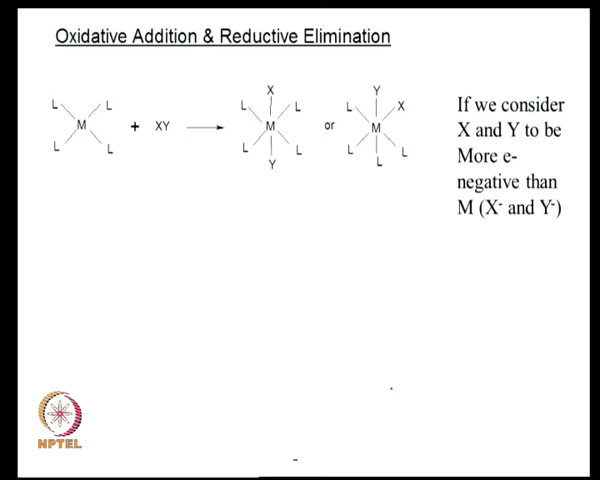 Oxidative Addition & Reductive Elimination
L L M L L + XY
X L L M L L Y
or
Y L X M L L L
If we consider
X and Y to be
More e-
negative than
M (X⁻ and Y⁻)
NPTEL